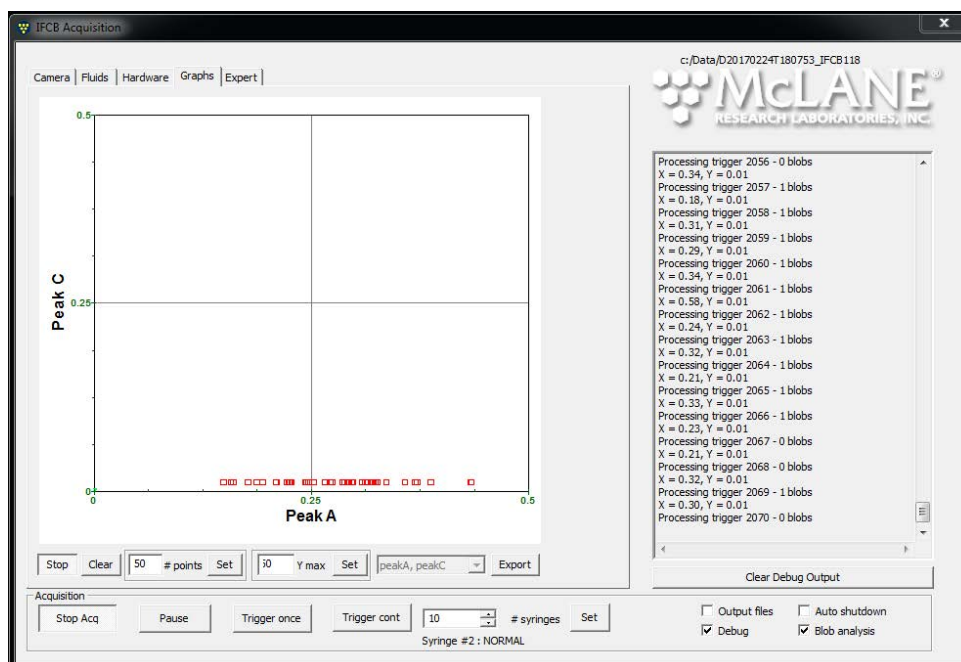 IFCB Acquisition
c:/Data/D20170224T180753_IFCB118
McLANE®
RESEARCH LABORATORIES, INC.
Camera Fluids Hardware Graphs Expert
0.5
Peak C
0.25
0
0 0.25 0.5
Peak A
Processing trigger 2056 - 0 blobs
X = 0.34, Y = 0.01
Processing trigger 2057 - 1 blobs
X = 0.18, Y = 0.01
Processing trigger 2058 - 1 blobs
X = 0.31, Y = 0.01
Processing trigger 2059 - 1 blobs
X = 0.29, Y = 0.01
Processing trigger 2060 - 1 blobs
X = 0.34, Y = 0.01
Processing trigger 2061 - 1 blobs
X = 0.58, Y = 0.01
Processing trigger 2062 - 1 blobs
X = 0.24, Y = 0.01
Processing trigger 2063 - 1 blobs
X = 0.32, Y = 0.01
Processing trigger 2064 - 1 blobs
X = 0.21, Y = 0.01
Processing trigger 2065 - 1 blobs
X = 0.33, Y = 0.01
Processing trigger 2066 - 1 blobs
X = 0.23, Y = 0.01
Processing trigger 2067 - 0 blobs
X = 0.21, Y = 0.01
Processing trigger 2068 - 0 blobs
X = 0.32, Y = 0.01
Processing trigger 2069 - 1 blobs
X = 0.30, Y = 0.01
Processing trigger 2070 - 0 blobs
Stop Clear 50 # points Set Y max Set peakA, peakC Export
Clear Debug Output
Acquisition
Stop Acq Pause Trigger once Trigger cont 10 # syringes Set
Syringe #2 : NORMAL
Output files Auto shutdown
Debug Blob analysis